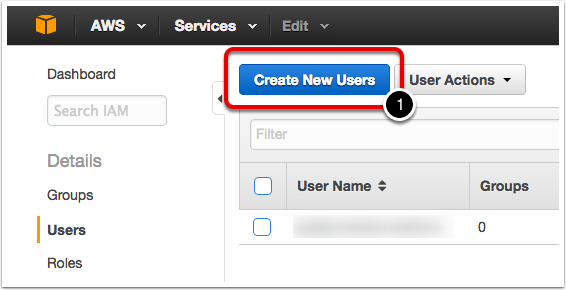 AWS Services Edit
Dashboard
Search IAM
Details
Groups
Users
Roles
Create New Users User Actions
1
Filter
User Name Groups
0